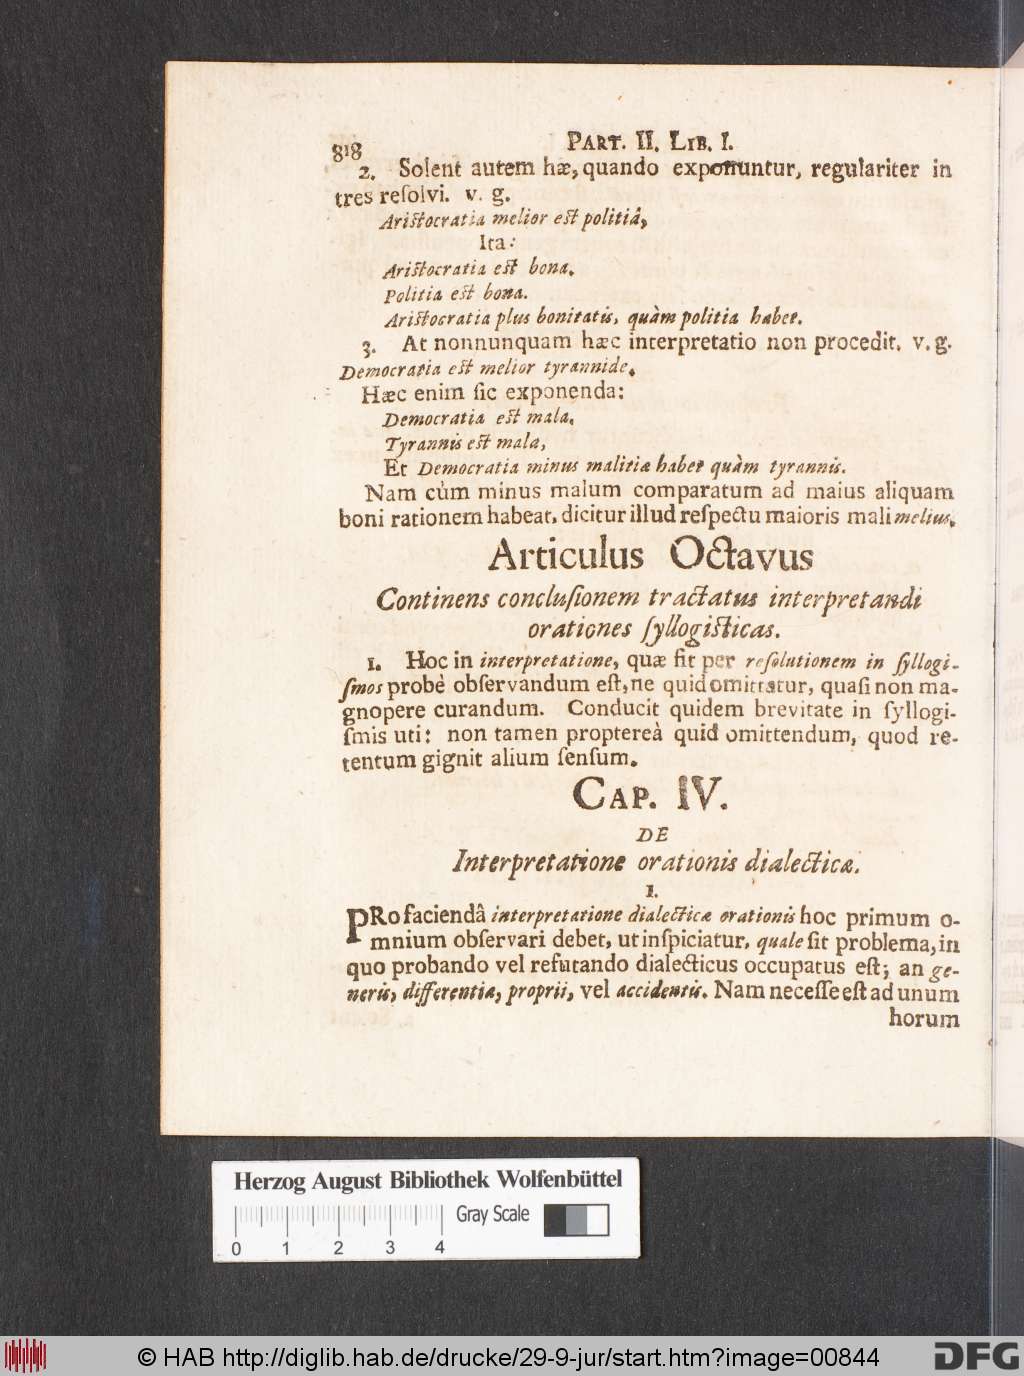 818 PART. II. LIB. I.
2. Solent autem hæ, quando exponuntur, regulariter in
tres reſolvi. v. g.
Ariſtocratia melior eſt politiâ,
Ita:
Ariſtocratia eſt bona.
Politia eſt bona.
Ariſtocratia plus bonitatis, quàm politia habet.
3. At nonnunquam hæc interpretatio non procedit. v. g.
Democratia eſt melior tyrannide.
Hæc enim ſic exponenda:
Democratia eſt mala.
Tyrannis eſt mala,
Et Democratia minus malitiæ habet quàm tyrannis.
Nam cùm minus malum comparatum ad maius aliquam
boni rationem habeat, dicitur illud reſpectu maioris mali melius.
Articulus Octavus
Continens concluſionem tractatus interpretandi
orationes ſyllogiſticas.
1. Hoc in interpretatione, quæ fit per reſolutionem in ſyllogi-
ſmos probè obſervandum eſt, ne quid omittatur, quaſi non ma-
gnopere curandum. Conducit quidem brevitate in ſyllogi-
ſmis uti: non tamen proptereà quid omittendum, quod re-
tentum gignit alium ſenſum.
CAP. IV.
DE
Interpretatione orationis dialecticæ.
1.
PRo faciendâ interpretatione dialecticæ orationis hoc primum o-
mnium obſervari debet, ut inſpiciatur, quale ſit problema, in
quo probando vel refutando dialecticus occupatus eſt; an ge-
neris, differentiæ, proprii, vel accidentis. Nam neceſſe eſt ad unum
horum
Herzog August Bibliothek Wolfenbüttel
Gray Scale
0 1 2 3 4
© HAB http://diglib.hab.de/drucke/29-9-jur/start.htm?image=00844
DFG